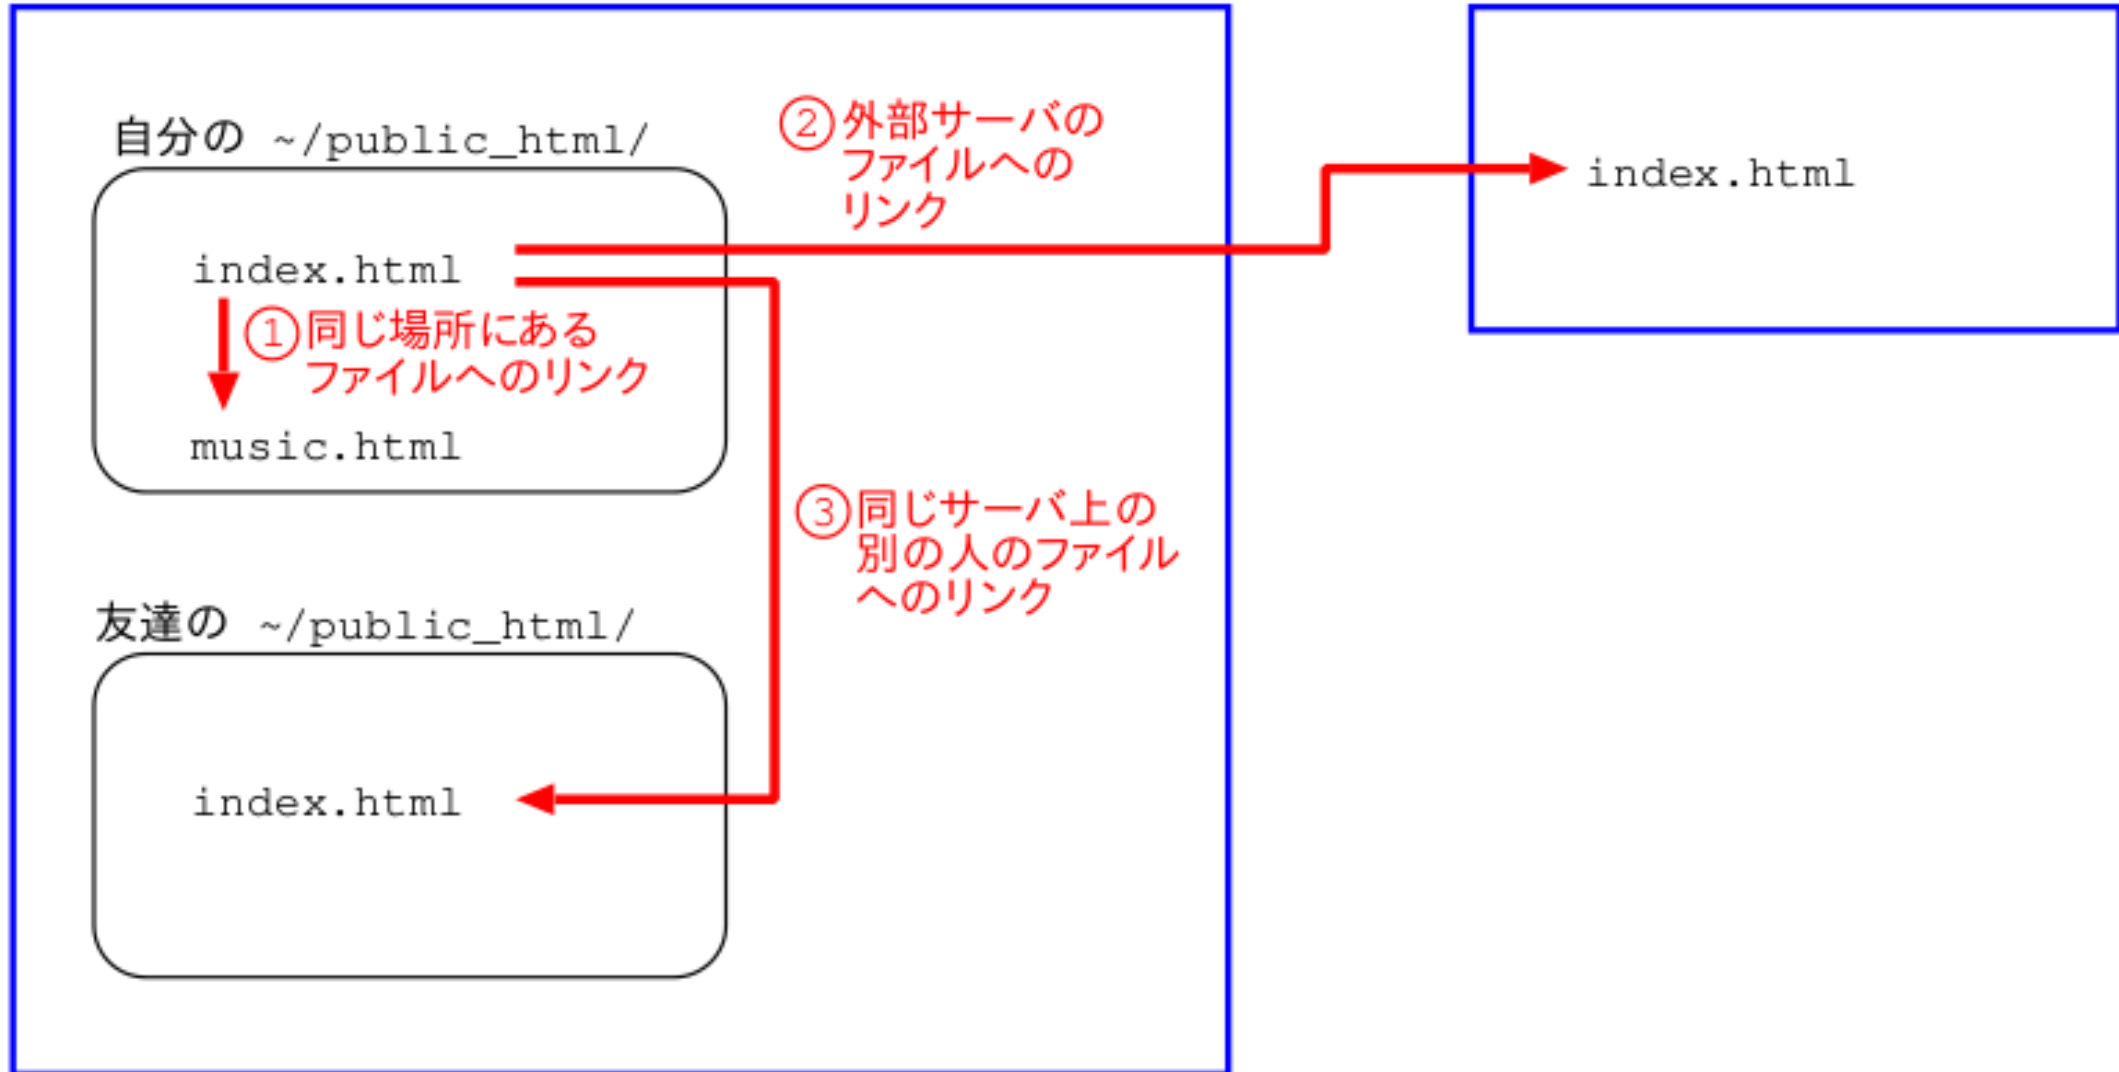 自分の ~/public_html/
index.html
①同じ場所にある
ファイルへのリンク
music.html
②外部サーバの
ファイルへの
リンク
index.html
③同じサーバ上の
別の人のファイル
へのリンク
友達の ~/public_html/
index.html